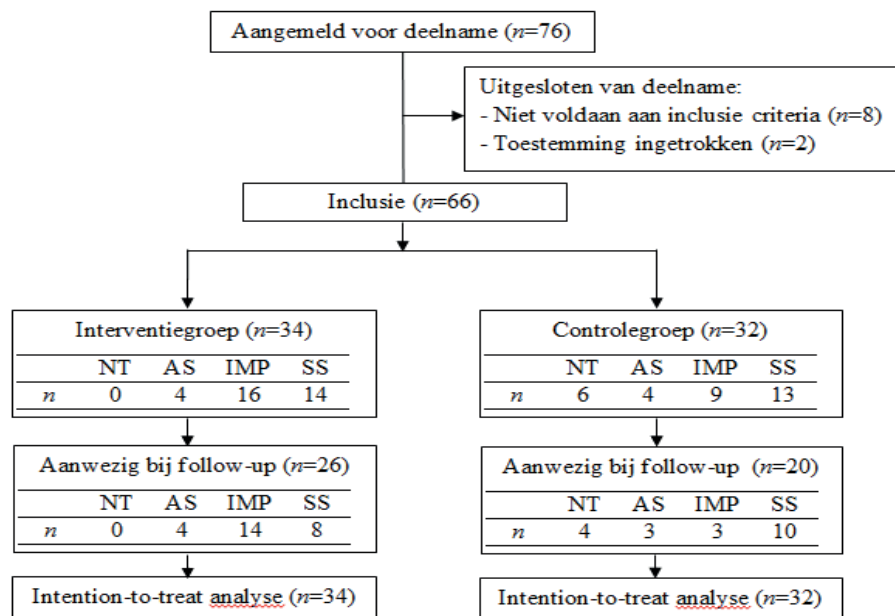 Aangemeld voor deelname (n=76)
Uitgesloten van deelname:
- Niet voldaan aan inclusie criteria (n=8)
- Toestemming ingetrokken (n=2)
Inclusie (n=66)
Interventiegroep (n=34)
NT AS IMP SS
n 0 4 16 14
Controlegroep (n=32)
NT AS IMP SS
n 6 4 9 13
Aanwezig bij follow-up (n=26)
NT AS IMP SS
n 0 4 14 8
Aanwezig bij follow-up (n=20)
NT AS IMP SS
n 4 3 3 10
Intention-to-treat analyse (n=34)
Intention-to-treat analyse (n=32)